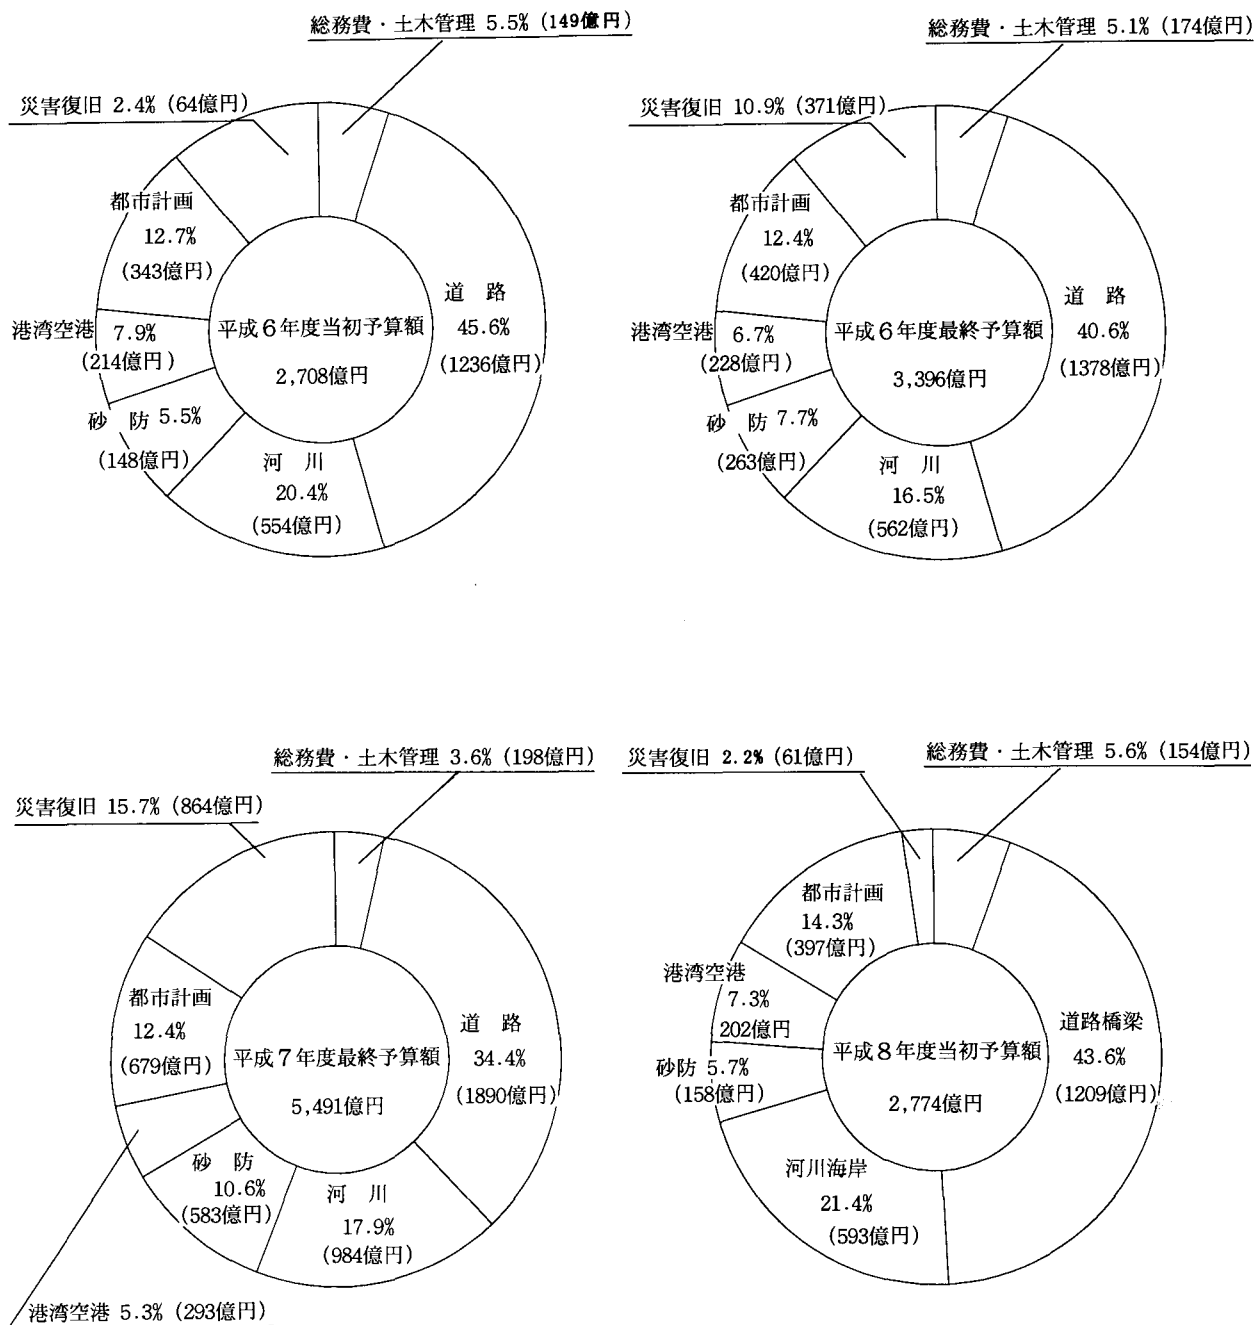 総務費・土木管理 5.5% (149億円)
災害復旧 2.4% (64億円)
都市計画
12.7%
(343億円)
港湾空港 7.9%
(214億円)
砂 防 5.5%
(148億円)
河 川
20.4%
(554億円)
道 路
45.6%
(1236億円)
平成6年度当初予算額
2,708億円
総務費・土木管理 5.1% (174億円)
災害復旧 10.9% (371億円)
都市計画
12.4%
(420億円)
港湾空港 6.7%
(228億円)
砂 防 7.7%
(263億円)
河 川
16.5%
(562億円)
道 路
40.6%
(1378億円)
平成6年度最終予算額
3,396億円
総務費・土木管理 3.6% (198億円)
災害復旧 15.7% (864億円)
都市計画
12.4%
(679億円)
砂 防
10.6%
(583億円)
河 川
17.9%
(984億円)
道 路
34.4%
(1890億円)
平成7年度最終予算額
5,491億円
港湾空港 5.3% (293億円)
災害復旧 2.2% (61億円)
総務費・土木管理 5.6% (154億円)
都市計画
14.3%
(397億円)
港湾空港
7.3%
202億円
砂防 5.7%
(158億円)
河川海岸
21.4%
(593億円)
道路橋梁
43.6%
(1209億円)
平成8年度当初予算額
2,774億円